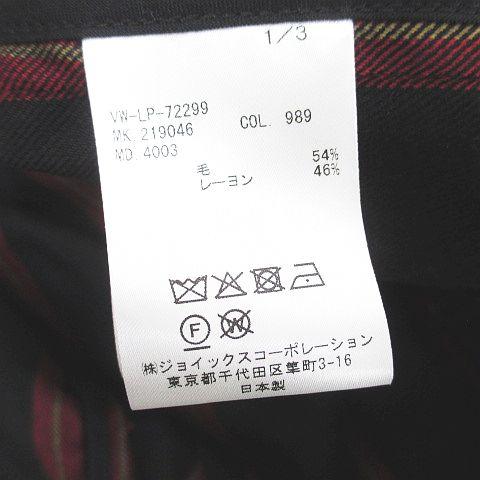 1/3
VW-LP-72299
MK. 219046 COL. 989
MD. 4003
毛 54%
レーヨン 46%
F W
㈱ジョイックスコーポレーション
東京都千代田区隼町3-16
日本製